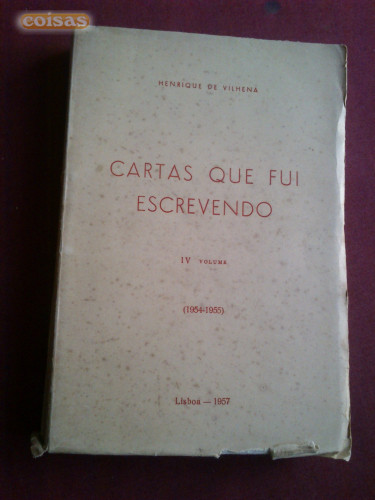 coisas
HENRIQUE DE VILHENA
CARTAS QUE FUI
ESCREVENDO
IV VOLUME
(1954-1955)
Lisboa — 1957